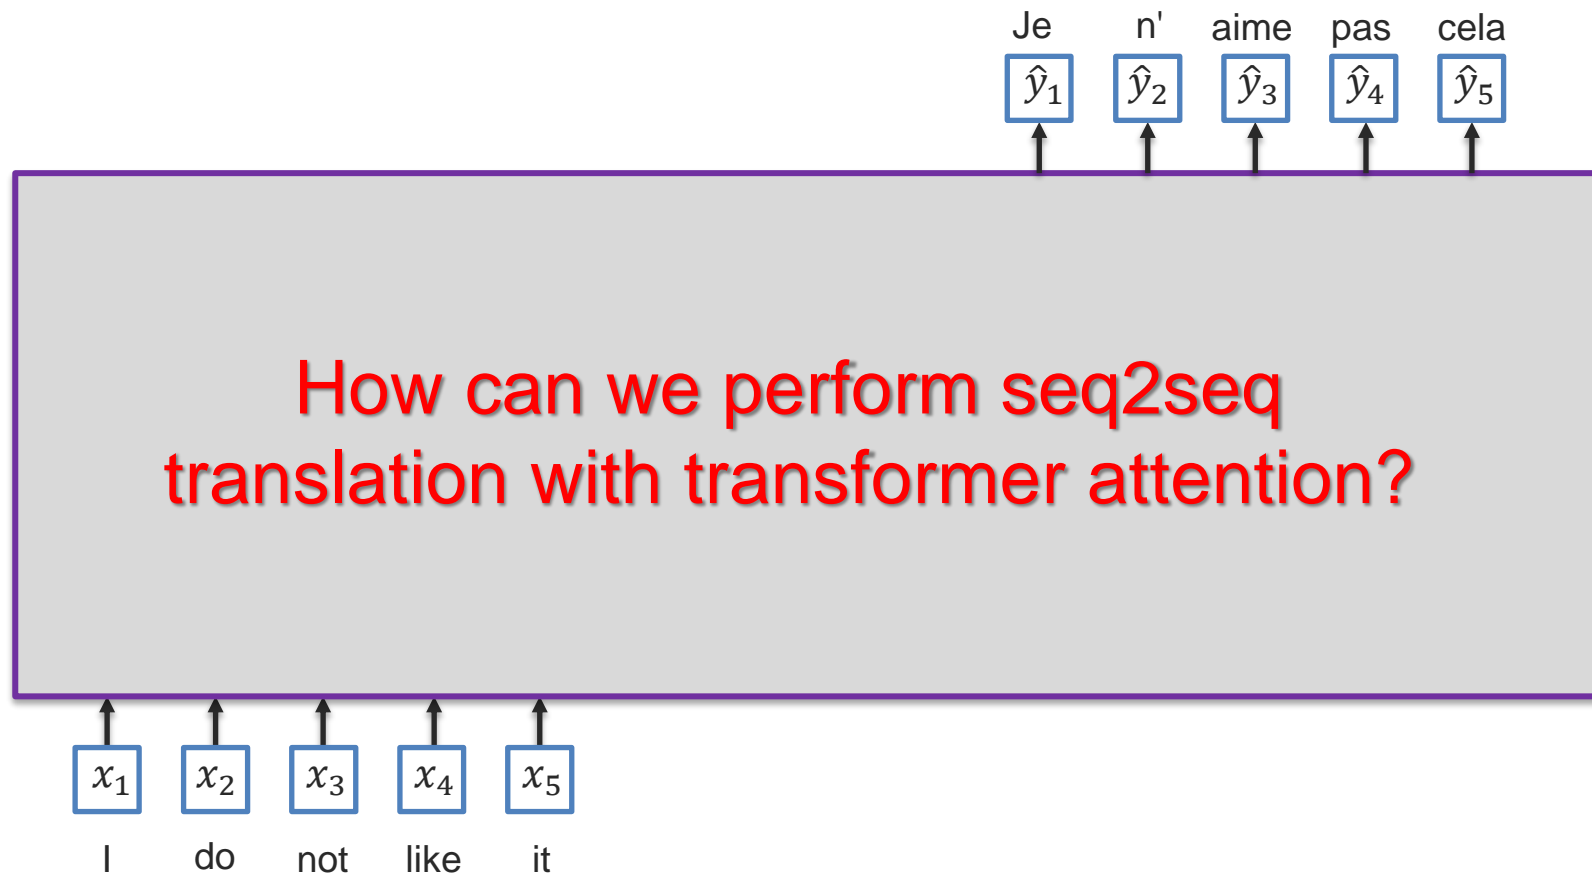 Je n' aime pas cela
ŷ₁ ŷ₂ ŷ₃ ŷ₄ ŷ₅
How can we perform seq2seq
translation with transformer attention?
x₁ x₂ x₃ x₄ x₅
I do not like it